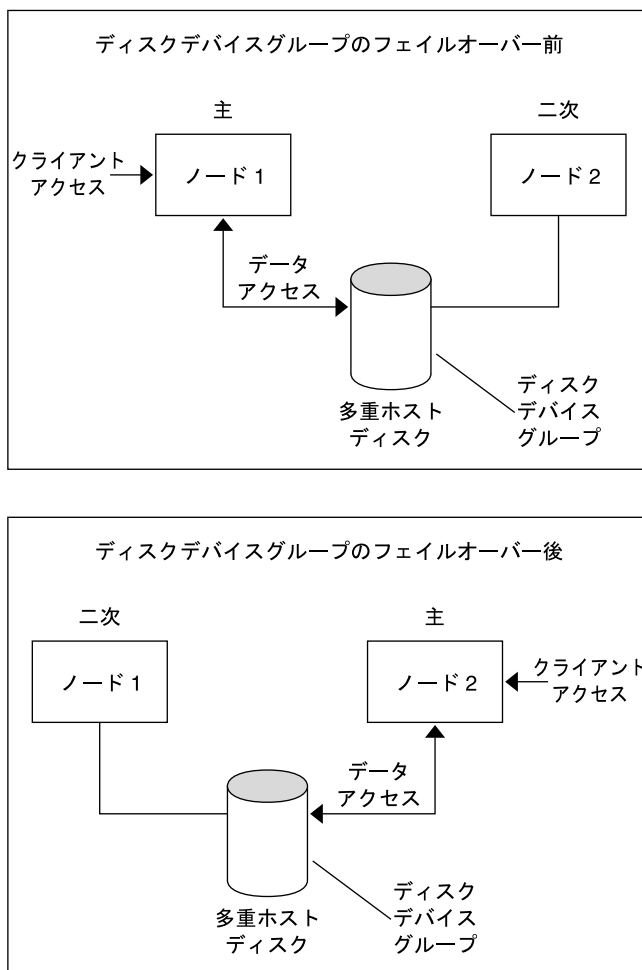 ディスクデバイスグループのフェイルオーバー前
主
二次
クライアント
アクセス
ノード 1
ノード 2
データ
アクセス
多重ホスト
ディスク
ディスク
デバイス
グループ
ディスクデバイスグループのフェイルオーバー後
二次
主
ノード 1
ノード 2
クライアント
アクセス
データ
アクセス
多重ホスト
ディスク
ディスク
デバイス
グループ